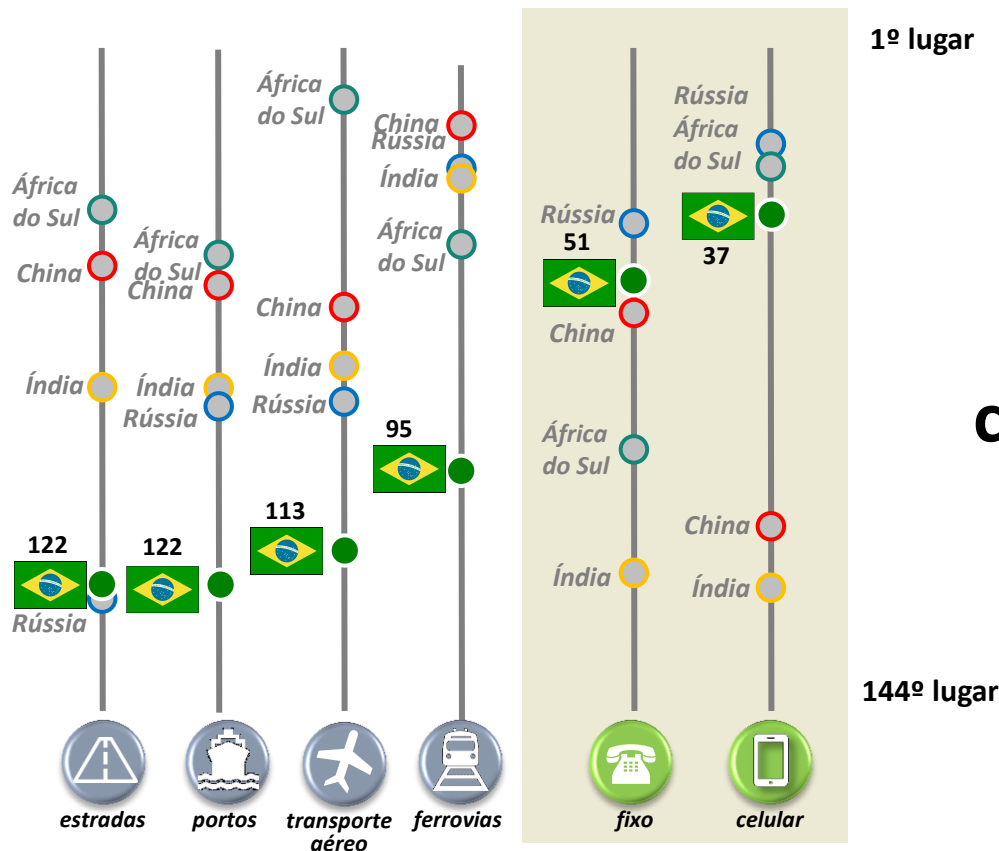 1º lugar
África
do Sul
China
Índia
122
Rússia
estradas
África
do Sul
China
Índia
Rússia
122
portos
África
do Sul
China
Índia
Rússia
113
transporte
aéreo
China
Rússia
Índia
África
do Sul
95
ferrovias
Rússia
51
China
África
do Sul
Índia
fixo
Rússia
África
do Sul
37
China
Índia
celular
c
144º lugar